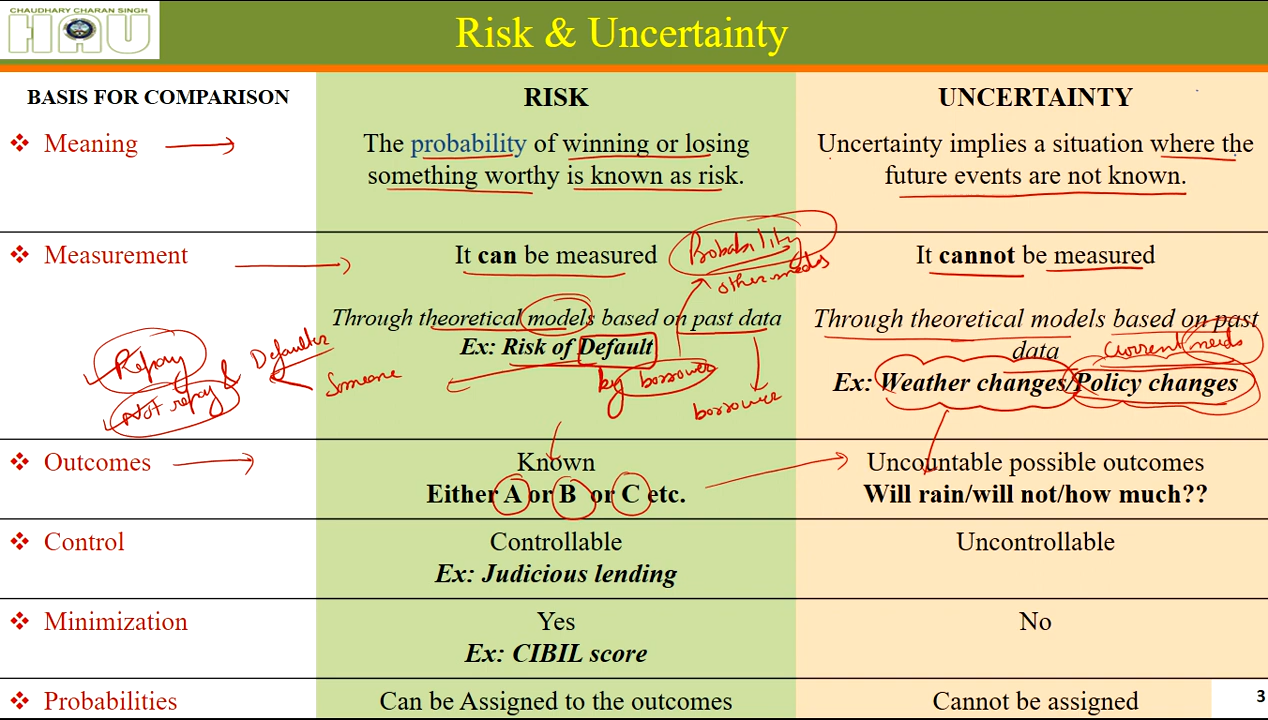 CHAUDHARY CHARAN SINGH
HAU
Risk & Uncertainty
BASIS FOR COMPARISON
RISK
UNCERTAINTY
❖ Meaning
The probability of winning or losing
something worthy is known as risk.
Uncertainty implies a situation where the
future events are not known.
❖ Measurement
It can be measured
Probability
other
It cannot be measured
Through theoretical models based on past data
Ex: Risk of Default
by borrower
borrower
Repay
&
Not repay
Defaulter
Someone
Through theoretical models based on past
data
current needs
Ex: Weather changes/Policy changes
❖ Outcomes
Known
Either A or B or C etc.
Uncountable possible outcomes
Will rain/will not/how much??
❖ Control
Controllable
Ex: Judicious lending
Uncontrollable
❖ Minimization
Yes
Ex: CIBIL score
No
❖ Probabilities
Can be Assigned to the outcomes
Cannot be assigned
3